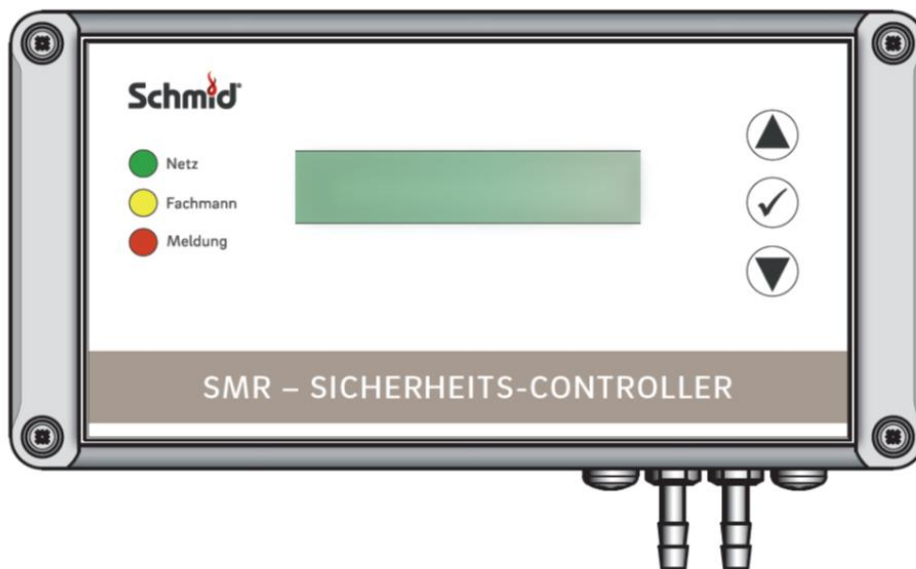 Schmid
Netz
Fachmann
Meldung
SMR – SICHERHEITS-CONTROLLER